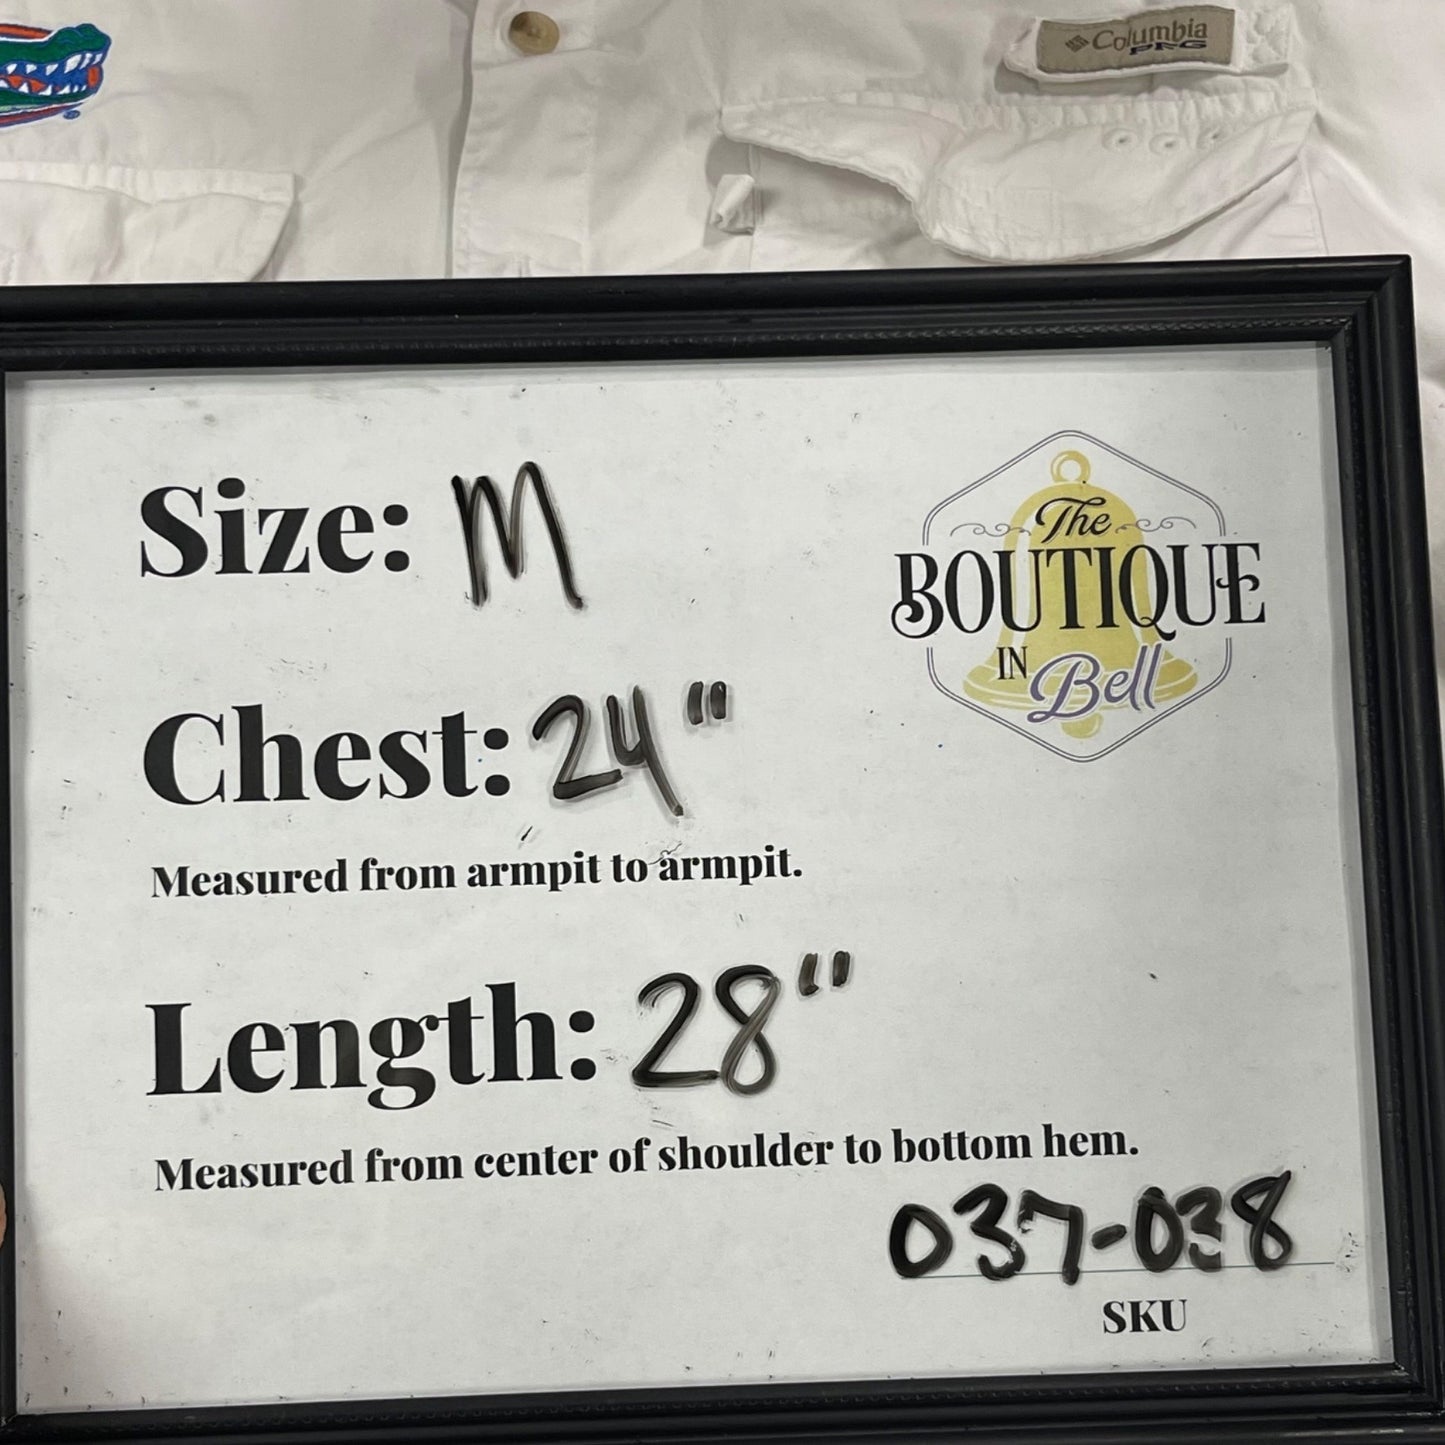 Columbia
PFG
Size: M
The
BOUTIQUE
IN Bell
Chest: 24"
Measured from armpit to armpit.
Length: 28"
Measured from center of shoulder to bottom hem.
037-038
SKU